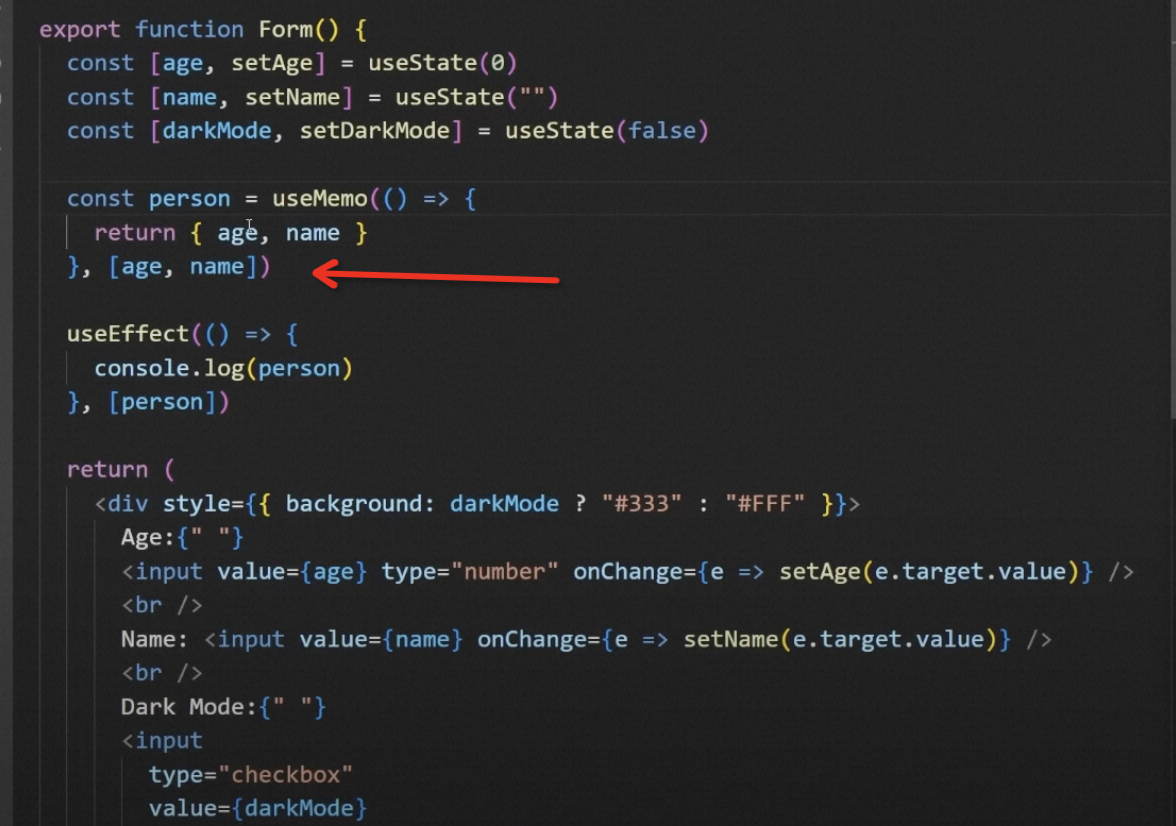 export function Form() {
const [age, setAge] = useState(0)
const [name, setName] = useState("")
const [darkMode, setDarkMode] = useState(false)
const person = useMemo(() => {
return { age, name }
}, [age, name])
useEffect(() => {
console.log(person)
}, [person])
return (
<div style={{ background: darkMode ? "#333" : "#FFF" }}>
Age:{" "}
<input value={age} type="number" onChange={e => setAge(e.target.value)} />
<br />
Name: <input value={name} onChange={e => setName(e.target.value)} />
<br />
Dark Mode:{" "}
<input
type="checkbox"
value={darkMode}